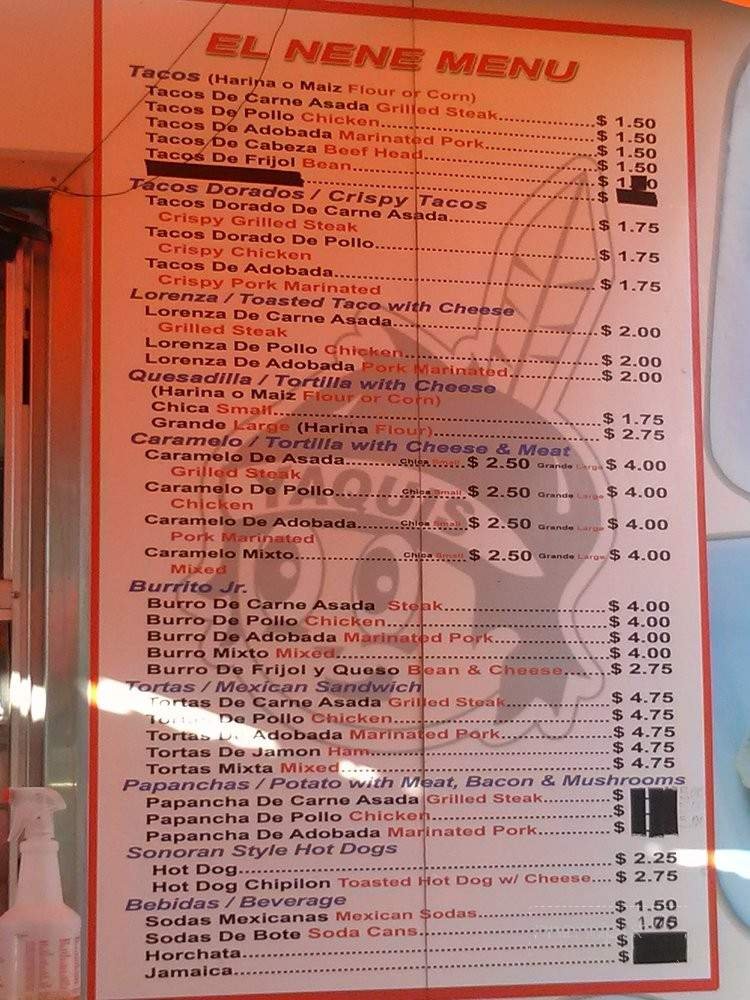 EL NENE MENU
Tacos (Harina o Maiz Flour or Corn)
Tacos De Carne Asada Grilled Steak $ 1.50
Tacos De Pollo Chicken $ 1.50
Tacos De Adobada Marinated Pork $ 1.50
Tacos De Cabeza Beef Head $ 1.50
Tacos De Frijol Bean $
$
Tacos Dorados / Crispy Tacos
Tacos Dorado De Carne Asada $ 1.75
Crispy Grilled Steak
Tacos Dorado De Pollo $ 1.75
Crispy Chicken
Tacos De Adobada $ 1.75
Crispy Pork Marinated
Lorenza / Toasted Taco with Cheese
Lorenza De Carne Asada $ 2.00
Grilled Steak
Lorenza De Pollo Chicken $ 2.00
Lorenza De Adobada Pork Marinated $ 2.00
Quesadilla / Tortilla with Cheese
(Harina o Maiz Flour or Corn)
Chica Small $ 1.75
Grande Large (Harina Flour) $ 2.75
Caramelo / Tortilla with Cheese & Meat
Caramelo De Asada Chica Small $ 2.50 Grande Large $ 4.00
Grilled Steak
Caramelo De Pollo Chica Small $ 2.50 Grande Large $ 4.00
Chicken
Caramelo De Adobada Chica Small $ 2.50 Grande Large $ 4.00
Pork Marinated
Caramelo Mixto Chica Small $ 2.50 Grande Large $ 4.00
Mixed
TAQUIS
Burrito Jr.
Burro De Carne Asada Steak $ 4.00
Burro De Pollo Chicken $ 4.00
Burro De Adobada Marinated Pork $ 4.00
Burro Mixto Mixed $ 4.00
Burro De Frijol y Queso Bean & Cheese $ 2.75
Tortas / Mexican Sandwich
Tortas De Carne Asada Grilled Steak $ 4.75
Tortas De Pollo Chicken $ 4.75
Tortas De Adobada Marinated Pork $ 4.75
Tortas De Jamon Ham $ 4.75
Tortas Mixta Mixed $ 4.75
Papanchas / Potato with Meat, Bacon & Mushrooms
Papancha De Carne Asada Grilled Steak $
Papancha De Pollo Chicken $
Papancha De Adobada Marinated Pork $
Sonoran Style Hot Dogs
Hot Dog $ 2.25
Hot Dog Chipilon Toasted Hot Dog w/ Cheese $ 2.75
Bebidas / Beverage
Sodas Mexicanas Mexican Sodas $ 1.50
Sodas De Bote Soda Cans $
Horchata $
Jamaica $